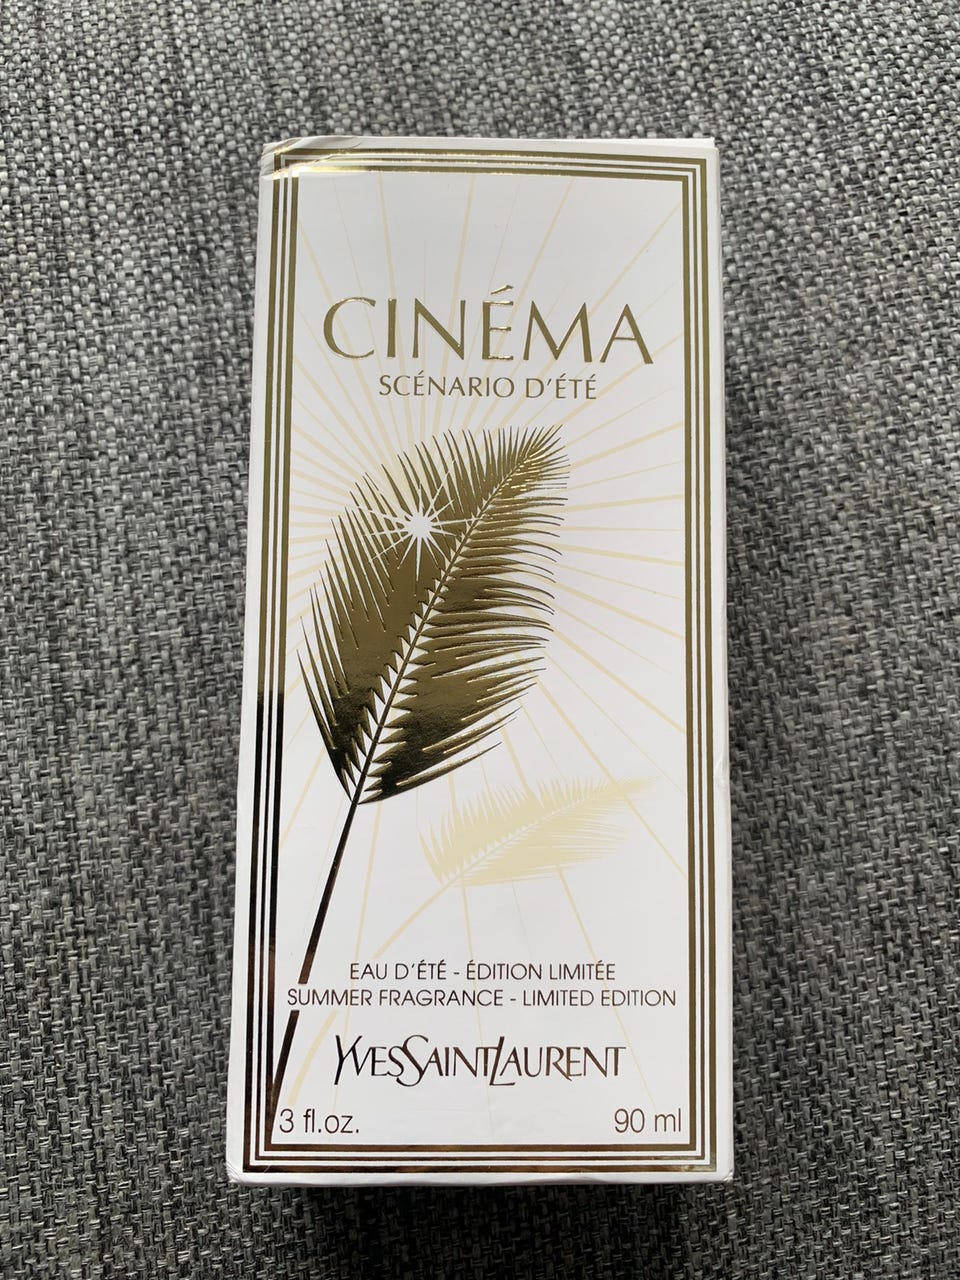 CINÉMA
SCÉNARIO D'ÉTÉ
EAU D'ÉTÉ - ÉDITION LIMITÉE
SUMMER FRAGRANCE - LIMITED EDITION
YVESSAINTLAURENT
3 fl.oz. 90 ml